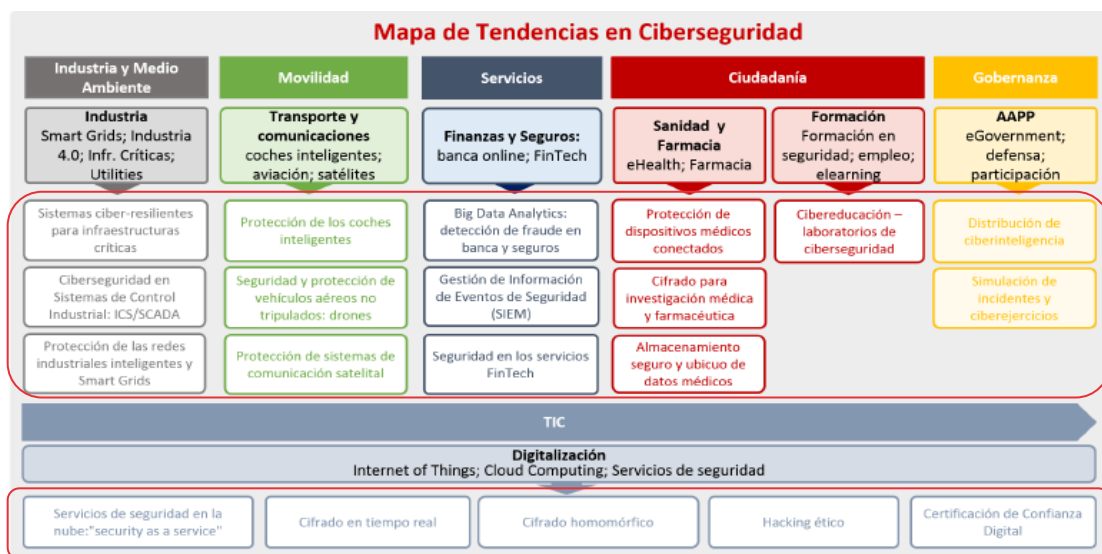 Mapa de Tendencias en Ciberseguridad
Industria y Medio
Ambiente
Movilidad
Servicios
Ciudadanía
Gobernanza
Industria
Smart Grids; Industria
4.0; Infr. Críticas;
Utilities
Transporte y
comunicaciones
coches inteligentes;
aviación; satélites
Finanzas y Seguros:
banca online; FinTech
Sanidad y
Farmacia
eHealth; Farmacia
Formación
Formación en
seguridad; empleo;
elearning
AAPP
eGovernment;
defensa;
participación
Sistemas ciber-resilientes
para infraestructuras
críticas
Protección de los coches
inteligentes
Big Data Analytics:
detección de fraude en
banca y seguros
Protección de
dispositivos médicos
conectados
Cibereducación –
laboratorios de
ciberseguridad
Distribución de
ciberinteligencia
Ciberseguridad en
Sistemas de Control
Industrial: ICS/SCADA
Seguridad y protección de
vehículos aéreos no
tripulados: drones
Gestión de Información
de Eventos de Seguridad
(SIEM)
Cifrado para
investigación médica
y farmacéutica
Simulación de
incidentes y
ciberejercicios
Protección de las redes
industriales inteligentes y
Smart Grids
Protección de sistemas de
comunicación satelital
Seguridad en los servicios
FinTech
Almacenamiento
seguro y ubicuo de
datos médicos
TIC
Digitalización
Internet of Things; Cloud Computing; Servicios de seguridad
Servicios de seguridad en la
nube:"security as a service"
Cifrado en tiempo real
Cifrado homomórfico
Hacking ético
Certificación de Confianza
Digital